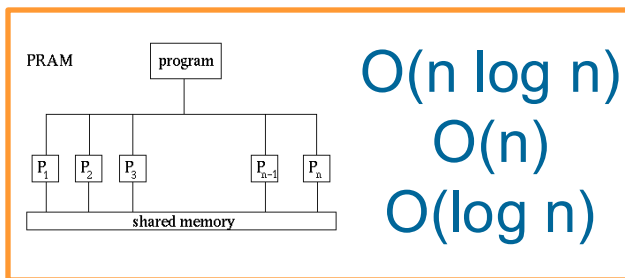 PRAM
program
P1 P2 P3 Pn-1 Pn
shared memory
O(n log n)
O(n)
O(log n)